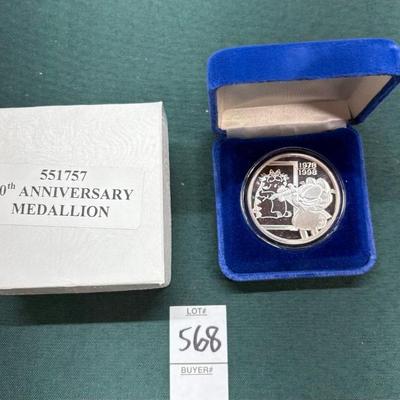 551757
0th ANNIVERSARY
MEDALLION
1978
1998
LOT#
568
BUYER#